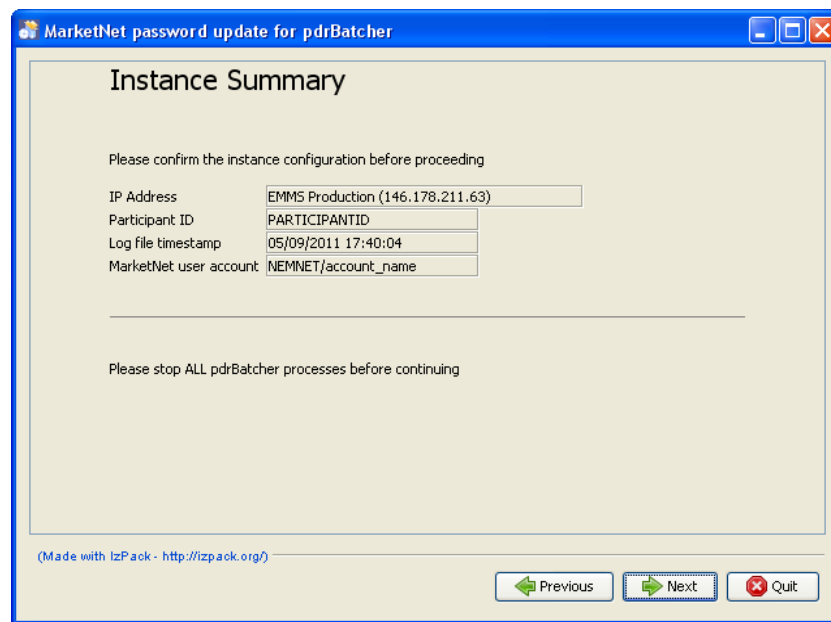 MarketNet password update for pdrBatcher
Instance Summary
Please confirm the instance configuration before proceeding
IP Address EMMS Production (146.178.211.63)
Participant ID PARTICIPANTID
Log file timestamp 05/09/2011 17:40:04
MarketNet user account NEMNET/account_name
Please stop ALL pdrBatcher processes before continuing
(Made with IzPack - http://izpack.org/)
Previous Next Quit